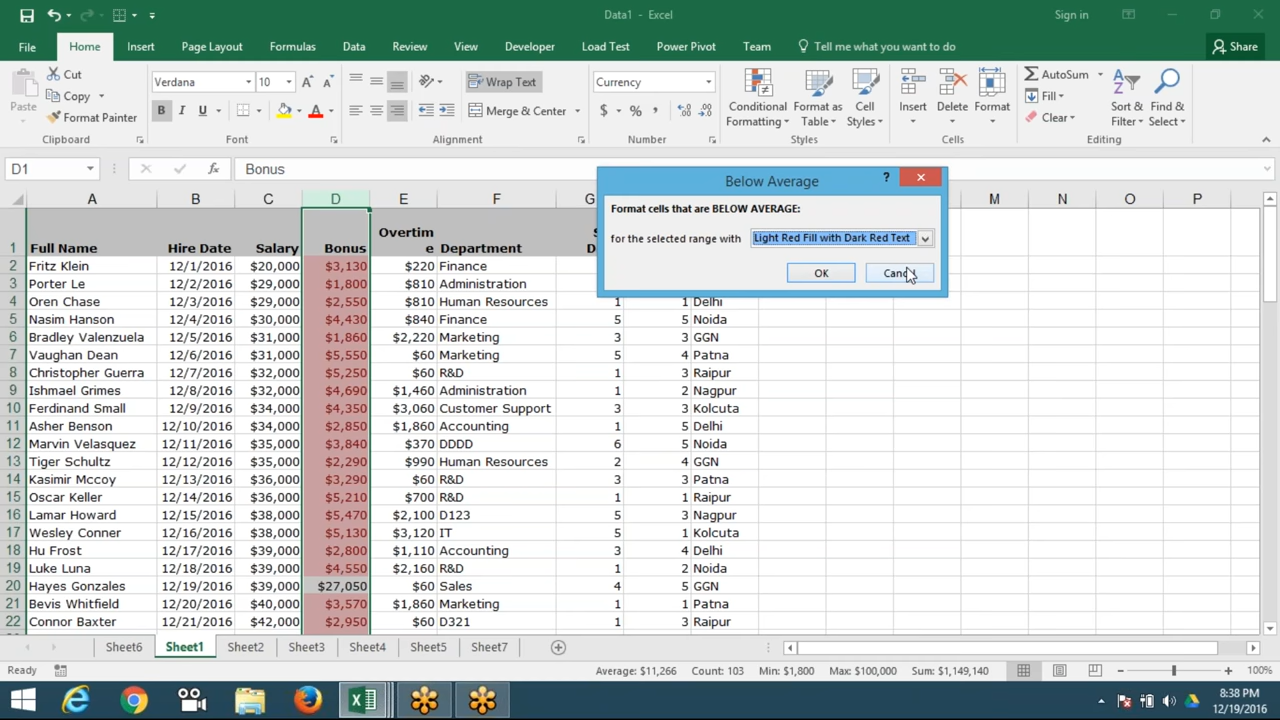 Data1 - Excel
Sign in
File Home Insert Page Layout Formulas Data Review View Developer Load Test Power Pivot Team Tell me what you want to do Share
Paste
Cut
Copy
Format Painter
Clipboard
Verdana 10
B I U A
Font
Wrap Text
Merge & Center
Alignment
Currency
$ % ,
Number
Conditional Formatting
Format as Table
Cell Styles
Styles
Insert Delete Format
Cells
AutoSum
Fill
Clear
Sort & Filter
Find & Select
Editing
D1 fx Bonus
Below Average
?
Format cells that are BELOW AVERAGE:
for the selected range with Light Red Fill with Dark Red Text
OK
A B C D E F G M N O P
1 Full Name Hire Date Salary Bonus Overtime Department
2 Fritz Klein 12/1/2016 $20,000 $3,130 $220 Finance
3 Porter Le 12/2/2016 $29,000 $1,800 $810 Administration
4 Oren Chase 12/3/2016 $29,000 $2,550 $810 Human Resources 1 1 Delhi
5 Nasim Hanson 12/4/2016 $30,000 $4,430 $840 Finance 5 5 Noida
6 Bradley Valenzuela 12/5/2016 $31,000 $1,860 $2,220 Marketing 3 3 GGN
7 Vaughan Dean 12/6/2016 $31,000 $5,550 $60 Marketing 5 4 Patna
8 Christopher Guerra 12/7/2016 $32,000 $5,250 $60 R&D 1 3 Raipur
9 Ishmael Grimes 12/8/2016 $32,000 $4,690 $1,460 Administration 1 2 Nagpur
10 Ferdinand Small 12/9/2016 $34,000 $4,350 $3,060 Customer Support 3 3 Kolcuta
11 Asher Benson 12/10/2016 $34,000 $2,850 $1,860 Accounting 1 5 Delhi
12 Marvin Velasquez 12/11/2016 $35,000 $3,840 $370 DDDD 6 5 Noida
13 Tiger Schultz 12/12/2016 $35,000 $2,290 $990 Human Resources 2 4 GGN
14 Kasimir Mccoy 12/13/2016 $36,000 $3,290 $60 R&D 3 3 Patna
15 Oscar Keller 12/14/2016 $36,000 $5,210 $700 R&D 1 1 Raipur
16 Lamar Howard 12/15/2016 $38,000 $5,470 $2,100 D123 5 3 Nagpur
17 Wesley Conner 12/16/2016 $38,000 $5,130 $3,120 IT 1 1 Kolcuta
18 Hu Frost 12/17/2016 $39,000 $2,800 $1,110 Accounting 3 4 Delhi
19 Luke Luna 12/18/2016 $39,000 $4,550 $2,160 R&D 1 2 Noida
20 Hayes Gonzales 12/19/2016 $39,000 $27,050 $60 Sales 4 5 GGN
21 Bevis Whitfield 12/20/2016 $40,000 $3,570 $1,860 Marketing 1 1 Patna
22 Connor Baxter 12/21/2016 $42,000 $2,950 $60 D321 1 3 Raipur
Sheet6 Sheet1 Sheet2 Sheet3 Sheet4 Sheet5 Sheet7
Ready Average: $11,266 Count: 103 Min: $1,800 Max: $100,000 Sum: $1,149,140 100%
8:38 PM
12/19/2016